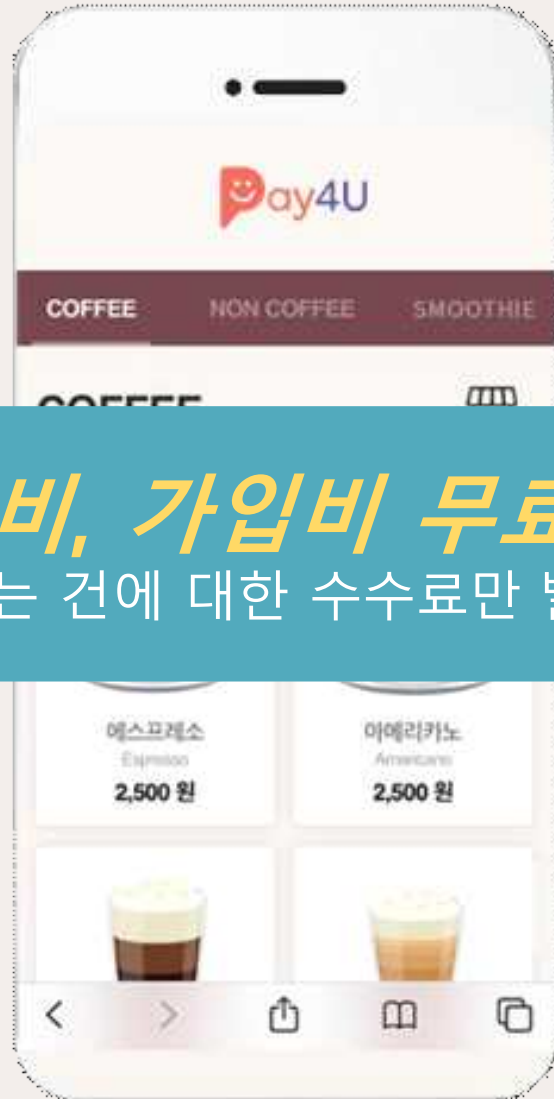 Pay4U
COFFEE NON COFFEE SMOOTHIE
COFFEE
비, 가입비 무료
는 건에 대한 수수료만
에스프레소 아메리카노
Espresso Americano
2,500 원 2,500 원